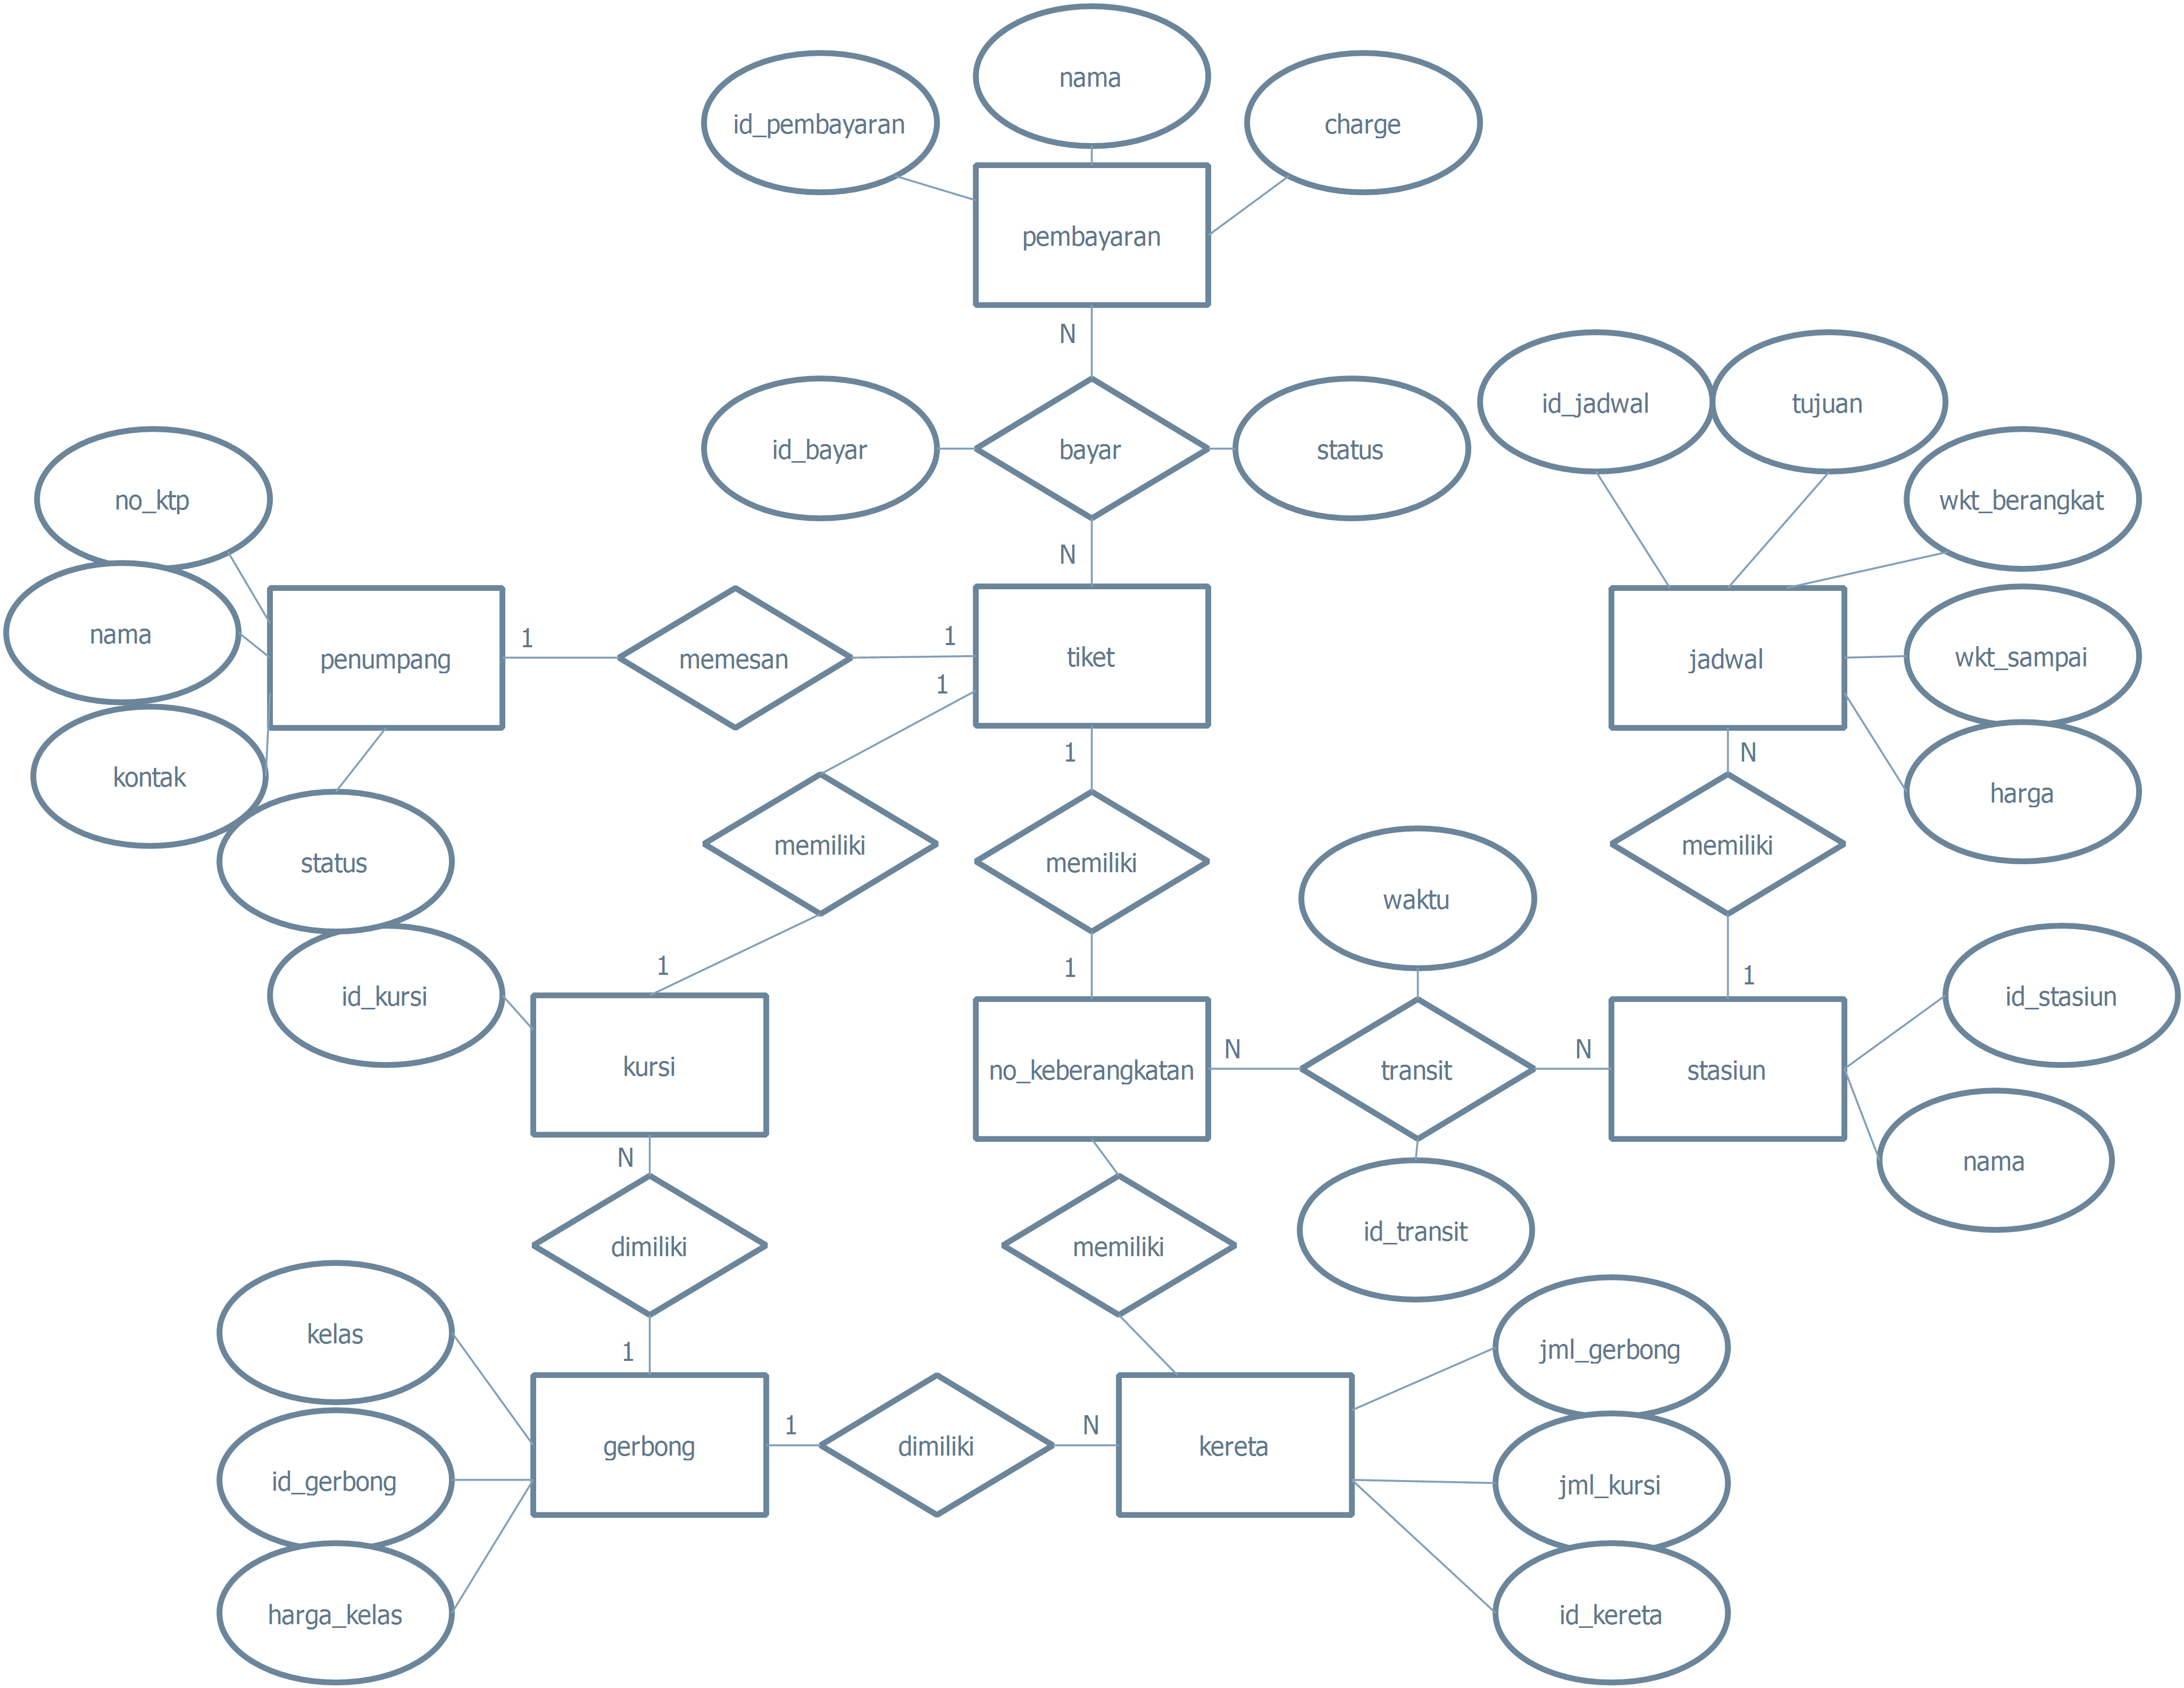 nama
id_pembayaran
charge
pembayaran
N
id_jadwal
tujuan
id_bayar
bayar
status
no_ktp
wkt_berangkat
N
nama
penumpang
1
memesan
1
tiket
jadwal
wkt_sampai
1
kontak
1
N
harga
status
memiliki
memiliki
memiliki
waktu
1
1
1
id_kursi
id_stasiun
kursi
no_keberangkatan
N
transit
N
stasiun
N
nama
dimiliki
memiliki
id_transit
kelas
1
jml_gerbong
gerbong
1
dimiliki
N
kereta
id_gerbong
jml_kursi
harga_kelas
id_kereta